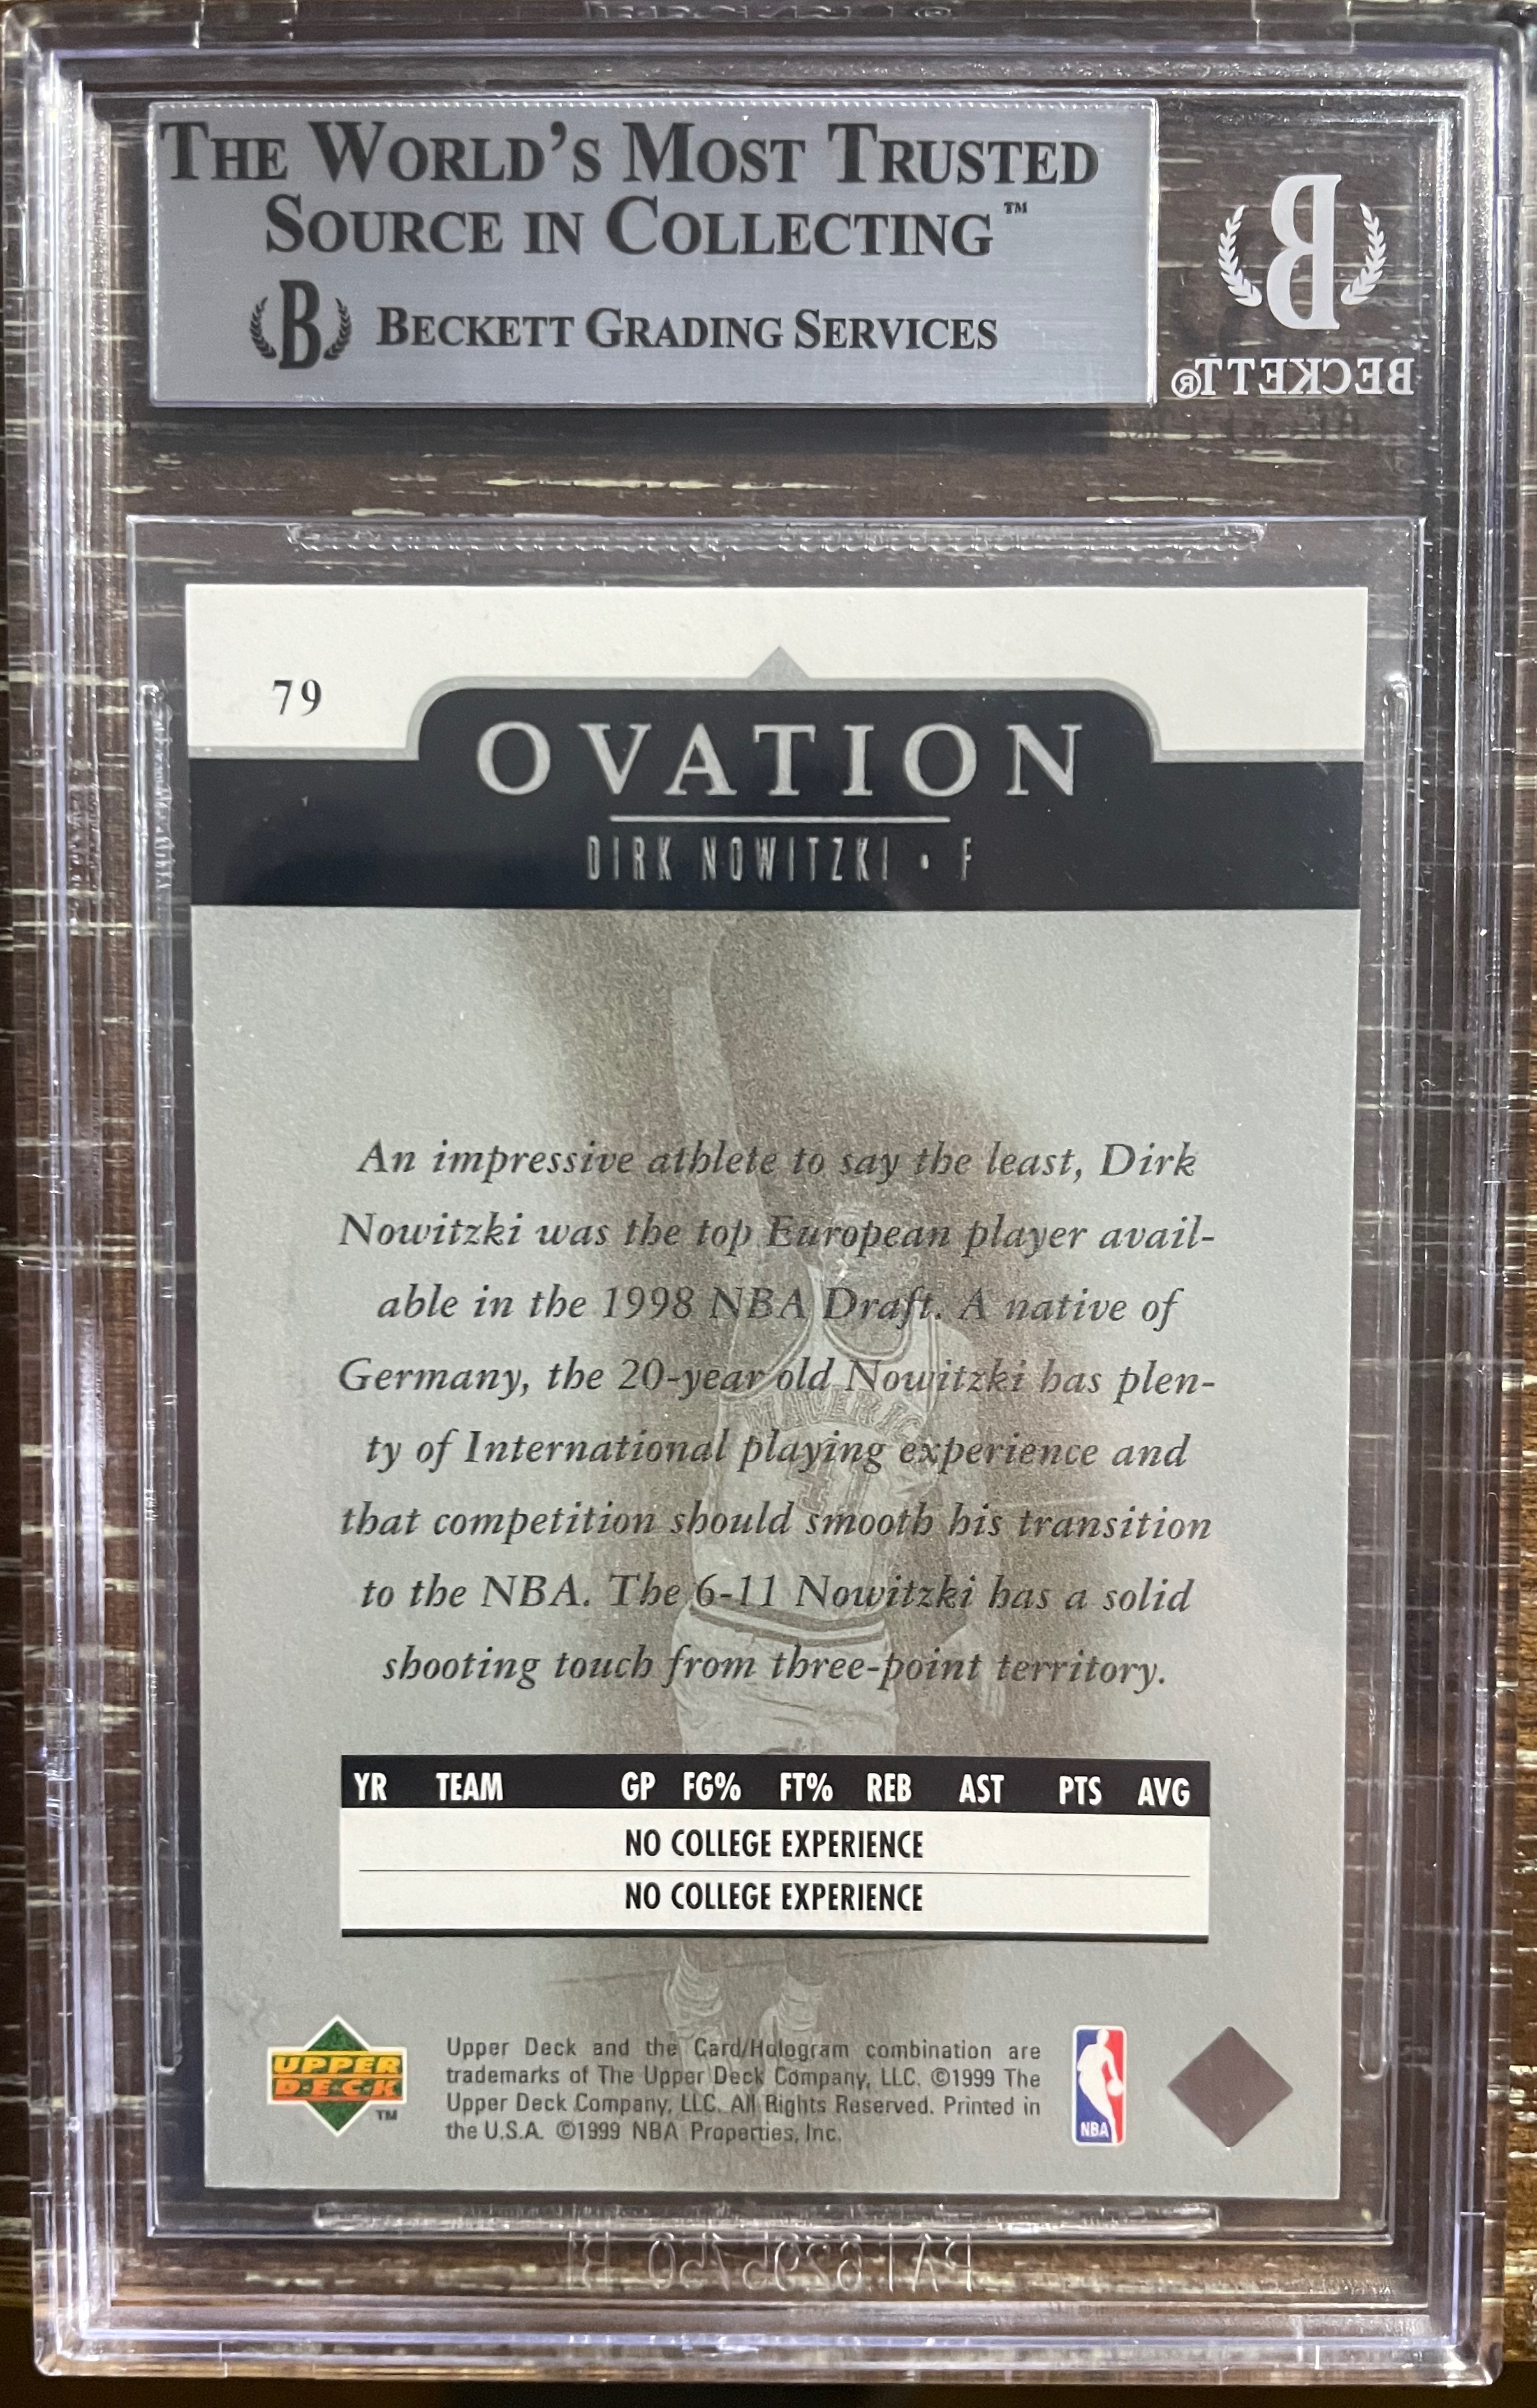 THE WORLD'S MOST TRUSTED
SOURCE IN COLLECTING™
B BECKETT GRADING SERVICES
B
BECKETT®
79
OVATION
DIRK NOWITZKI • F
An impressive athlete to say the least, Dirk
Nowitzki was the top European player avail-
able in the 1998 NBA Draft. A native of
Germany, the 20-year old Nowitzki has plen-
ty of International playing experience and
that competition should smooth his transition
to the NBA. The 6-11 Nowitzki has a solid
shooting touch from three-point territory.
MAVERIC
41
YR TEAM GP FG% FT% REB AST PTS AVG
NO COLLEGE EXPERIENCE
NO COLLEGE EXPERIENCE
UPPER
DECK
™
Upper Deck and the Card/Hologram combination are
trademarks of The Upper Deck Company, LLC. ©1999 The
Upper Deck Company, LLC. All Rights Reserved. Printed in
the U.S.A. ©1999 NBA Properties, Inc.
NBA